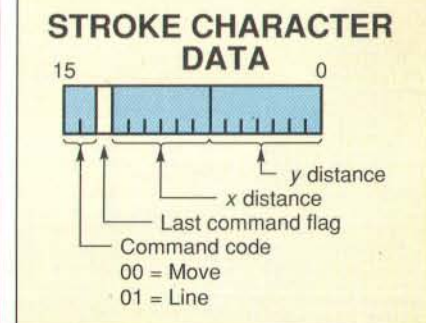 STROKE CHARACTER
DATA
15 0
y distance
x distance
Last command flag
Command code
00 = Move
01 = Line